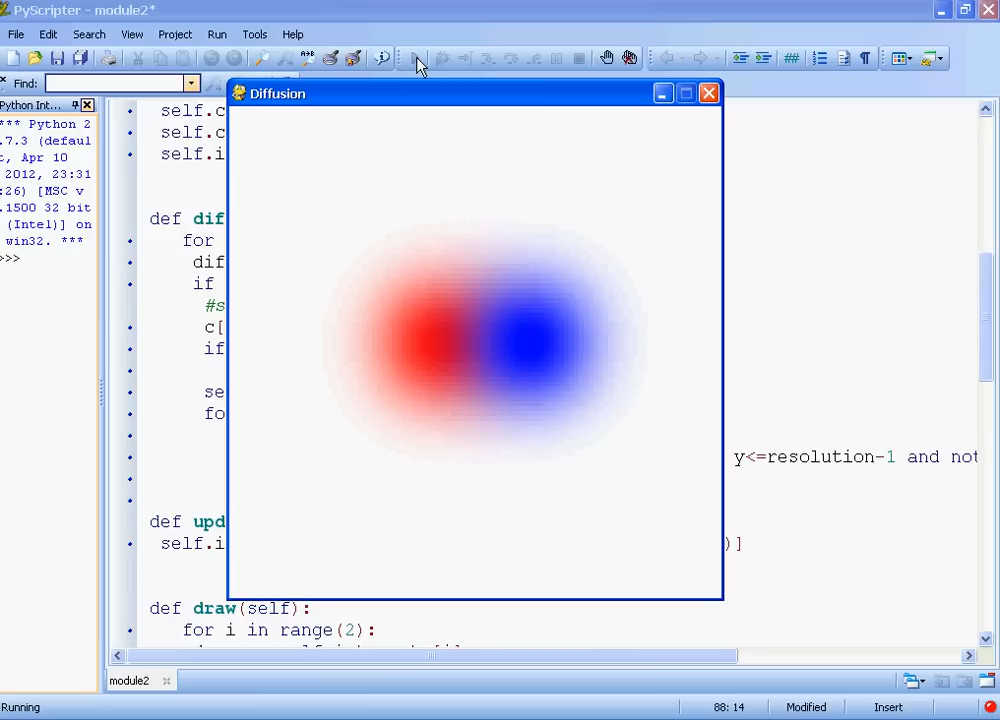 PyScripter - module2*
File Edit Search View Project Run Tools Help
Find:
Python Int...
*** Python 2
.7.3 (defaul
t, Apr 10
2012, 23:31
:26) [MSC v
.1500 32 bit
(Intel)] on
win32. ***
>>>
Diffusion
self.c
self.c
self.i
def dif
for
dif
if
#s
c[
if
se
fo
y<=resolution-1 and not
def upd
self.i
)]
def draw(self):
for i in range(2):
module2
Running
88: 14
Modified
Insert